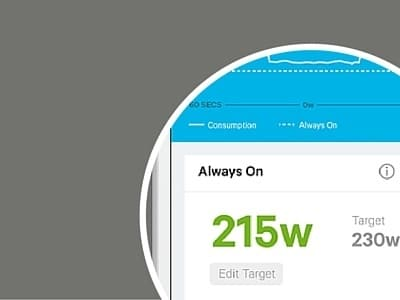 60 SECS 0w
Consumption Always On
Always On
215w
Target
230w
Edit Target